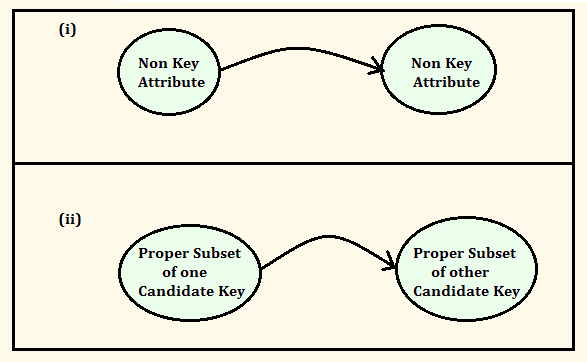 (i)
Non Key
Attribute
Non Key
Attribute
(ii)
Proper Subset
of one
Candidate Key
Proper Subset
of other
Candidate Key